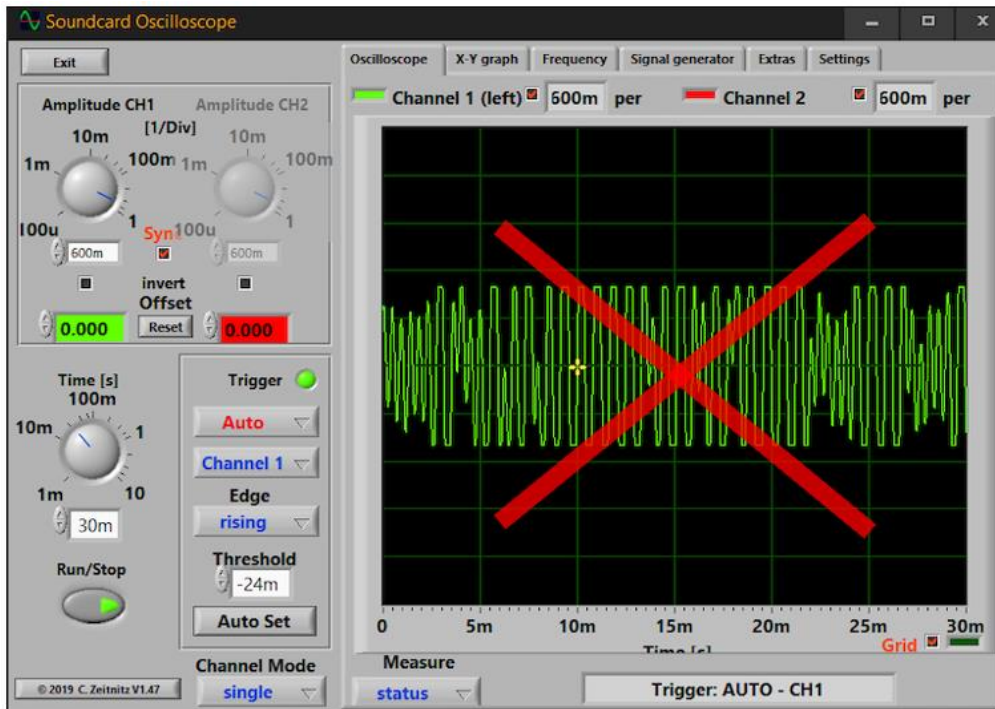 Soundcard Oscilloscope
Exit
Oscilloscope X-Y graph Frequency Signal generator Extras Settings
Channel 1 (left) 600m per Channel 2 600m per
Amplitude CH1 Amplitude CH2
[1/Div]
10m 10m
1m 100m 1m 100m
100u 1 100u 1
Sync
600m 600m
invert
Offset
0.000 Reset 0.000
Time [s]
100m
10m 1
1m 10
30m
Run/Stop
Trigger
Auto
Channel 1
Edge
rising
Threshold
-24m
Auto Set
Channel Mode
single
0 5m 10m 15m 20m 25m 30m
Time [s]
Grid
Measure
status
Trigger: AUTO - CH1
© 2019 C. Zeitnitz V1.47